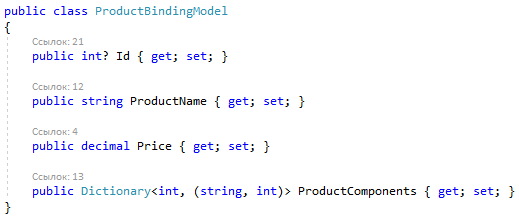 public class ProductBindingModel
{
Ссылок: 21
public int? Id { get; set; }
Ссылок: 12
public string ProductName { get; set; }
Ссылок: 4
public decimal Price { get; set; }
Ссылок: 13
public Dictionary<int, (string, int)> ProductComponents { get; set; }
}